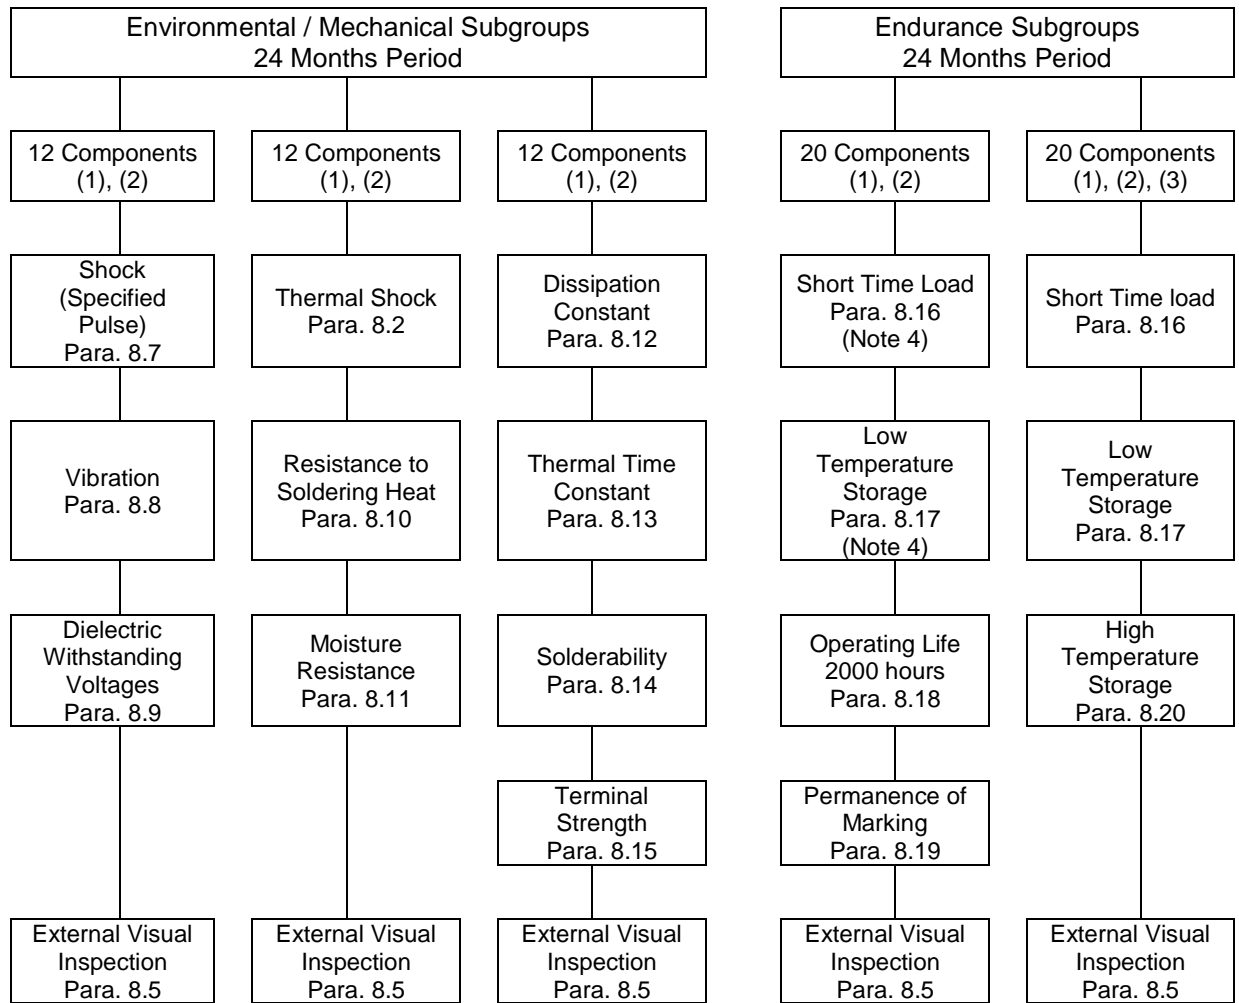 Environmental / Mechanical Subgroups
24 Months Period
Endurance Subgroups
24 Months Period
12 Components
(1), (2)
12 Components
(1), (2)
12 Components
(1), (2)
20 Components
(1), (2)
20 Components
(1), (2), (3)
Shock
(Specified
Pulse)
Para. 8.7
Thermal Shock
Para. 8.2
Dissipation
Constant
Para. 8.12
Short Time Load
Para. 8.16
(Note 4)
Short Time load
Para. 8.16
Vibration
Para. 8.8
Resistance to
Soldering Heat
Para. 8.10
Thermal Time
Constant
Para. 8.13
Low
Temperature
Storage
Para. 8.17
(Note 4)
Low
Temperature
Storage
Para. 8.17
Dielectric
Withstanding
Voltages
Para. 8.9
Moisture
Resistance
Para. 8.11
Solderability
Para. 8.14
Operating Life
2000 hours
Para. 8.18
High
Temperature
Storage
Para. 8.20
Terminal
Strength
Para. 8.15
Permanence of
Marking
Para. 8.19
External Visual
Inspection
Para. 8.5
External Visual
Inspection
Para. 8.5
External Visual
Inspection
Para. 8.5
External Visual
Inspection
Para. 8.5
External Visual
Inspection
Para. 8.5